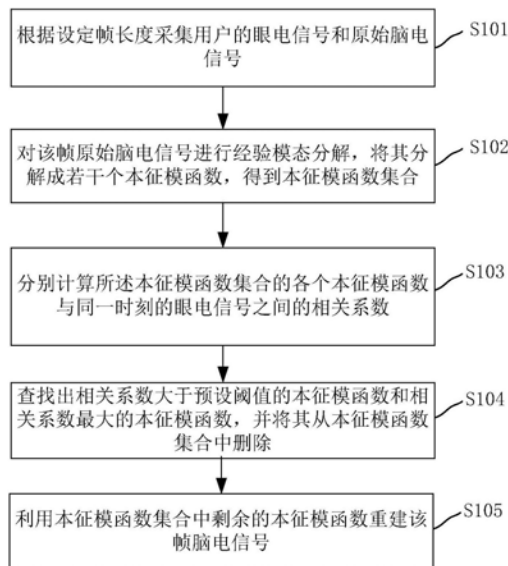 根据设定帧长度采集用户的眼电信号和原始脑电
信号
S101
对该帧原始脑电信号进行经验模态分解，将其分
解成若干个本征模函数，得到本征模函数集合
S102
分别计算所述本征模函数集合的各个本征模函数
与同一时刻的眼电信号之间的相关系数
S103
查找出相关系数大于预设阈值的本征模函数和相
关系数最大的本征模函数，并将其从本征模函数
集合中删除
S104
利用本征模函数集合中剩余的本征模函数重建该
帧脑电信号
S105